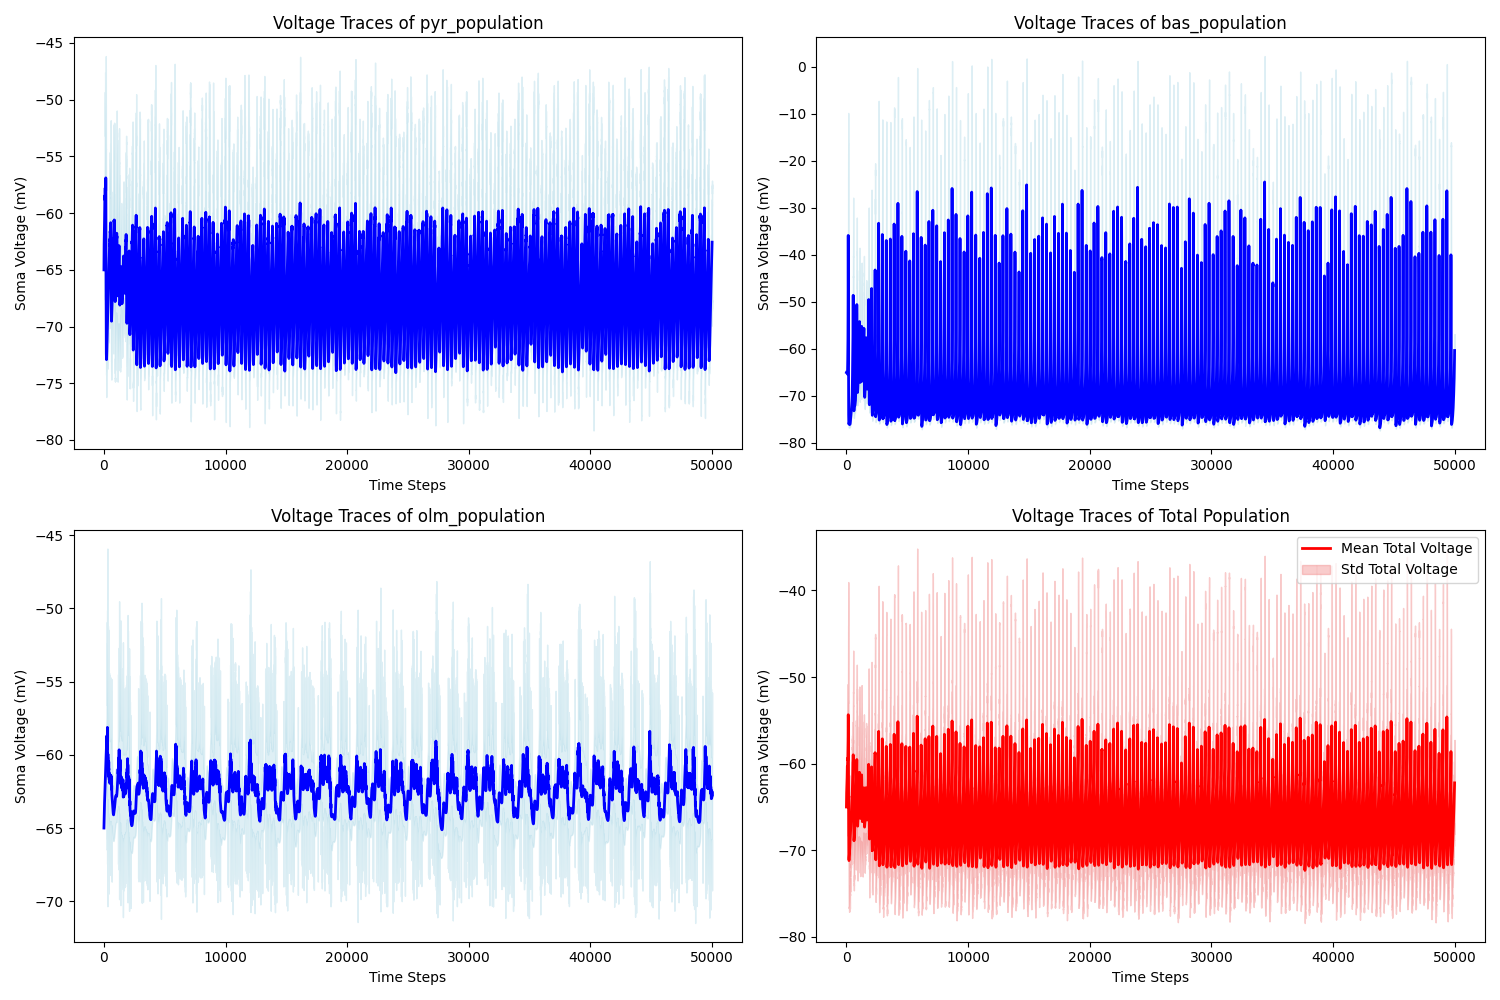 Voltage Traces of pyr_population
Soma Voltage (mV)
−45
−50
−55
−60
−65
−70
−75
−80
0 10000 20000 30000 40000 50000
Time Steps
Voltage Traces of bas_population
Soma Voltage (mV)
0
−10
−20
−30
−40
−50
−60
−70
−80
0 10000 20000 30000 40000 50000
Time Steps
Voltage Traces of olm_population
Soma Voltage (mV)
−45
−50
−55
−60
−65
−70
0 10000 20000 30000 40000 50000
Time Steps
Voltage Traces of Total Population
Mean Total Voltage
Std Total Voltage
Soma Voltage (mV)
−40
−50
−60
−70
−80
0 10000 20000 30000 40000 50000
Time Steps